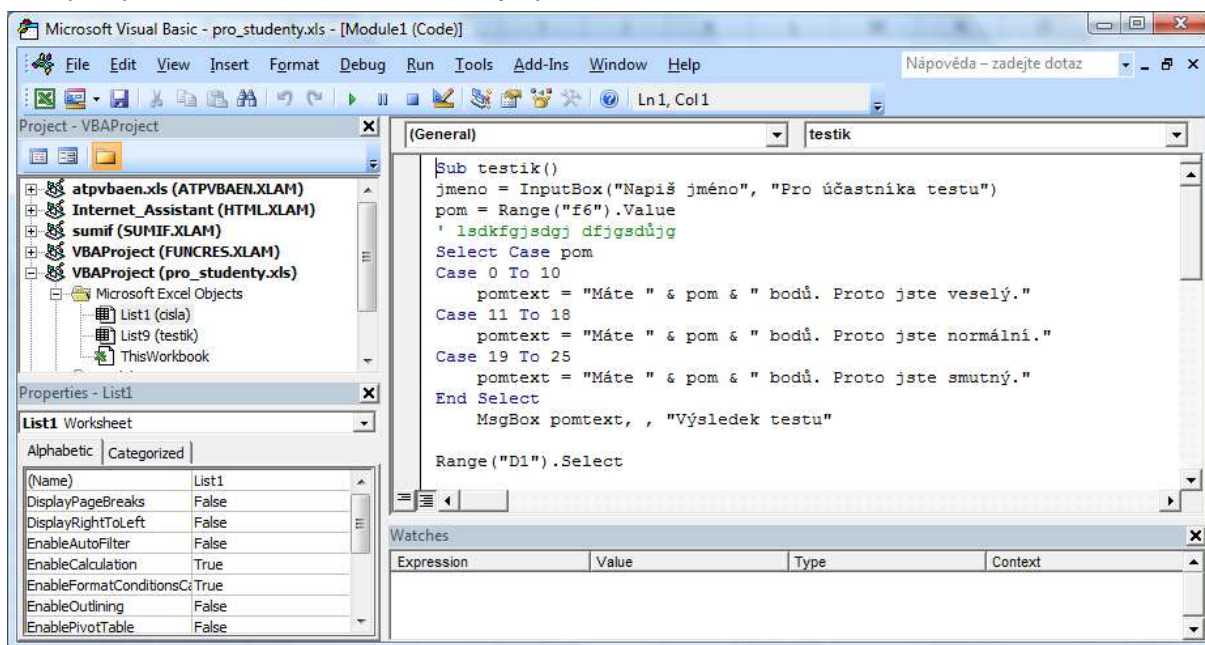 Microsoft Visual Basic - pro_studenty.xls - [Module1 (Code)]
File Edit View Insert Format Debug Run Tools Add-Ins Window Help Nápověda – zadejte dotaz
Ln 1, Col 1
Project - VBAProject
(General) testik
atpvbaen.xls (ATPVBAEN.XLAM)
Internet_Assistant (HTML.XLAM)
sumif (SUMIF.XLAM)
VBAProject (FUNCRES.XLAM)
VBAProject (pro_studenty.xls)
Microsoft Excel Objects
List1 (cisla)
List9 (testik)
ThisWorkbook
Properties - List1
List1 Worksheet
Alphabetic Categorized
(Name) List1
DisplayPageBreaks False
DisplayRightToLeft False
EnableAutoFilter False
EnableCalculation True
EnableFormatConditionsCa True
EnableOutlining False
EnablePivotTable False
Sub testik()
jmeno = InputBox("Napiš jméno", "Pro účastníka testu")
pom = Range("f6").Value
' lsdkfgjsdgj dfjgsdůjg
Select Case pom
Case 0 To 10
pomtext = "Máte " & pom & " bodů. Proto jste veselý."
Case 11 To 18
pomtext = "Máte " & pom & " bodů. Proto jste normální."
Case 19 To 25
pomtext = "Máte " & pom & " bodů. Proto jste smutný."
End Select
MsgBox pomtext, , "Výsledek testu"
Range("D1").Select
Watches
Expression Value Type Context